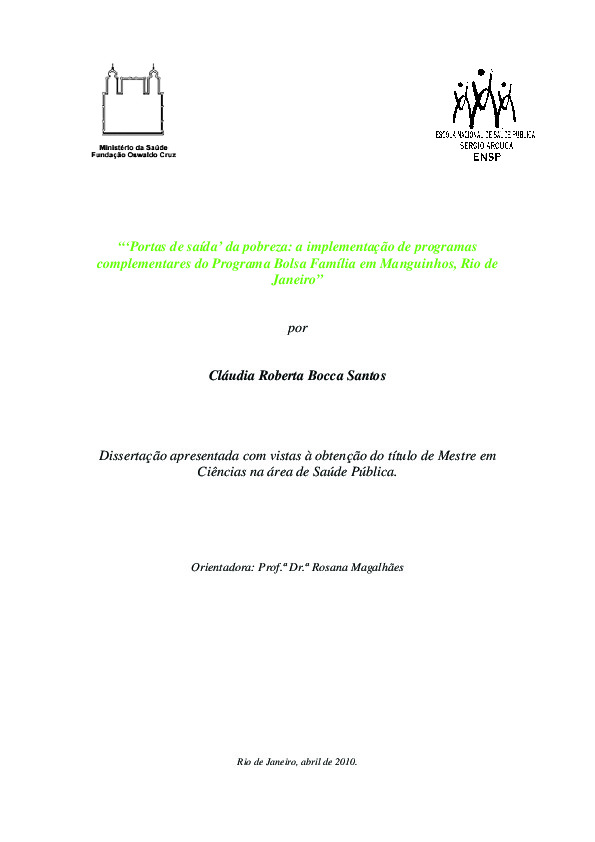 Ministério da Saúde
Fundação Oswaldo Cruz
ESCOLA NACIONAL DE SAÚDE PÚBLICA
SERGIO AROUCA
ENSP
“‘Portas de saída’ da pobreza: a implementação de programas
complementares do Programa Bolsa Família em Manguinhos, Rio de
Janeiro”
por
Cláudia Roberta Bocca Santos
Dissertação apresentada com vistas à obtenção do título de Mestre em
Ciências na área de Saúde Pública.
Orientadora: Prof.ª Dr.ª Rosana Magalhães
Rio de Janeiro, abril de 2010.